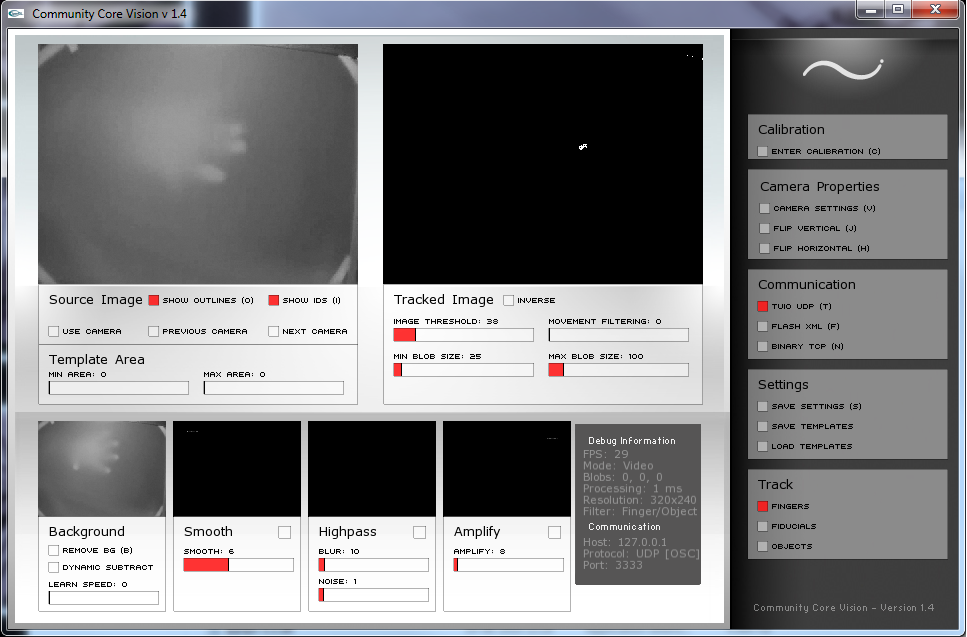 Community Core Vision v 1.4
Source Image
SHOW OUTLINES (O)
SHOW IDS (I)
USE CAMERA
PREVIOUS CAMERA
NEXT CAMERA
Template Area
MIN AREA: 0
MAX AREA: 0
Tracked Image
INVERSE
IMAGE THRESHOLD: 38
MOVEMENT FILTERING: 0
MIN BLOB SIZE: 25
MAX BLOB SIZE: 100
Background
REMOVE BG (B)
DYNAMIC SUBTRACT
LEARN SPEED: 0
Smooth
SMOOTH: 6
Highpass
BLUR: 10
NOISE: 1
Amplify
AMPLIFY: 8
Debug Information
FPS: 29
Mode: Video
Blobs: 0, 0, 0
Processing: 1 ms
Resolution: 320x240
Filter: Finger/Object
Communication
Host: 127.0.0.1
Protocol: UDP [OSC]
Port: 3333
Calibration
ENTER CALIBRATION (C)
Camera Properties
CAMERA SETTINGS (V)
FLIP VERTICAL (J)
FLIP HORIZONTAL (H)
Communication
TUIO UDP (T)
FLASH XML (F)
BINARY TCP (N)
Settings
SAVE SETTINGS (S)
SAVE TEMPLATES
LOAD TEMPLATES
Track
FINGERS
FIDUCIALS
OBJECTS
Community Core Vision - Version 1.4